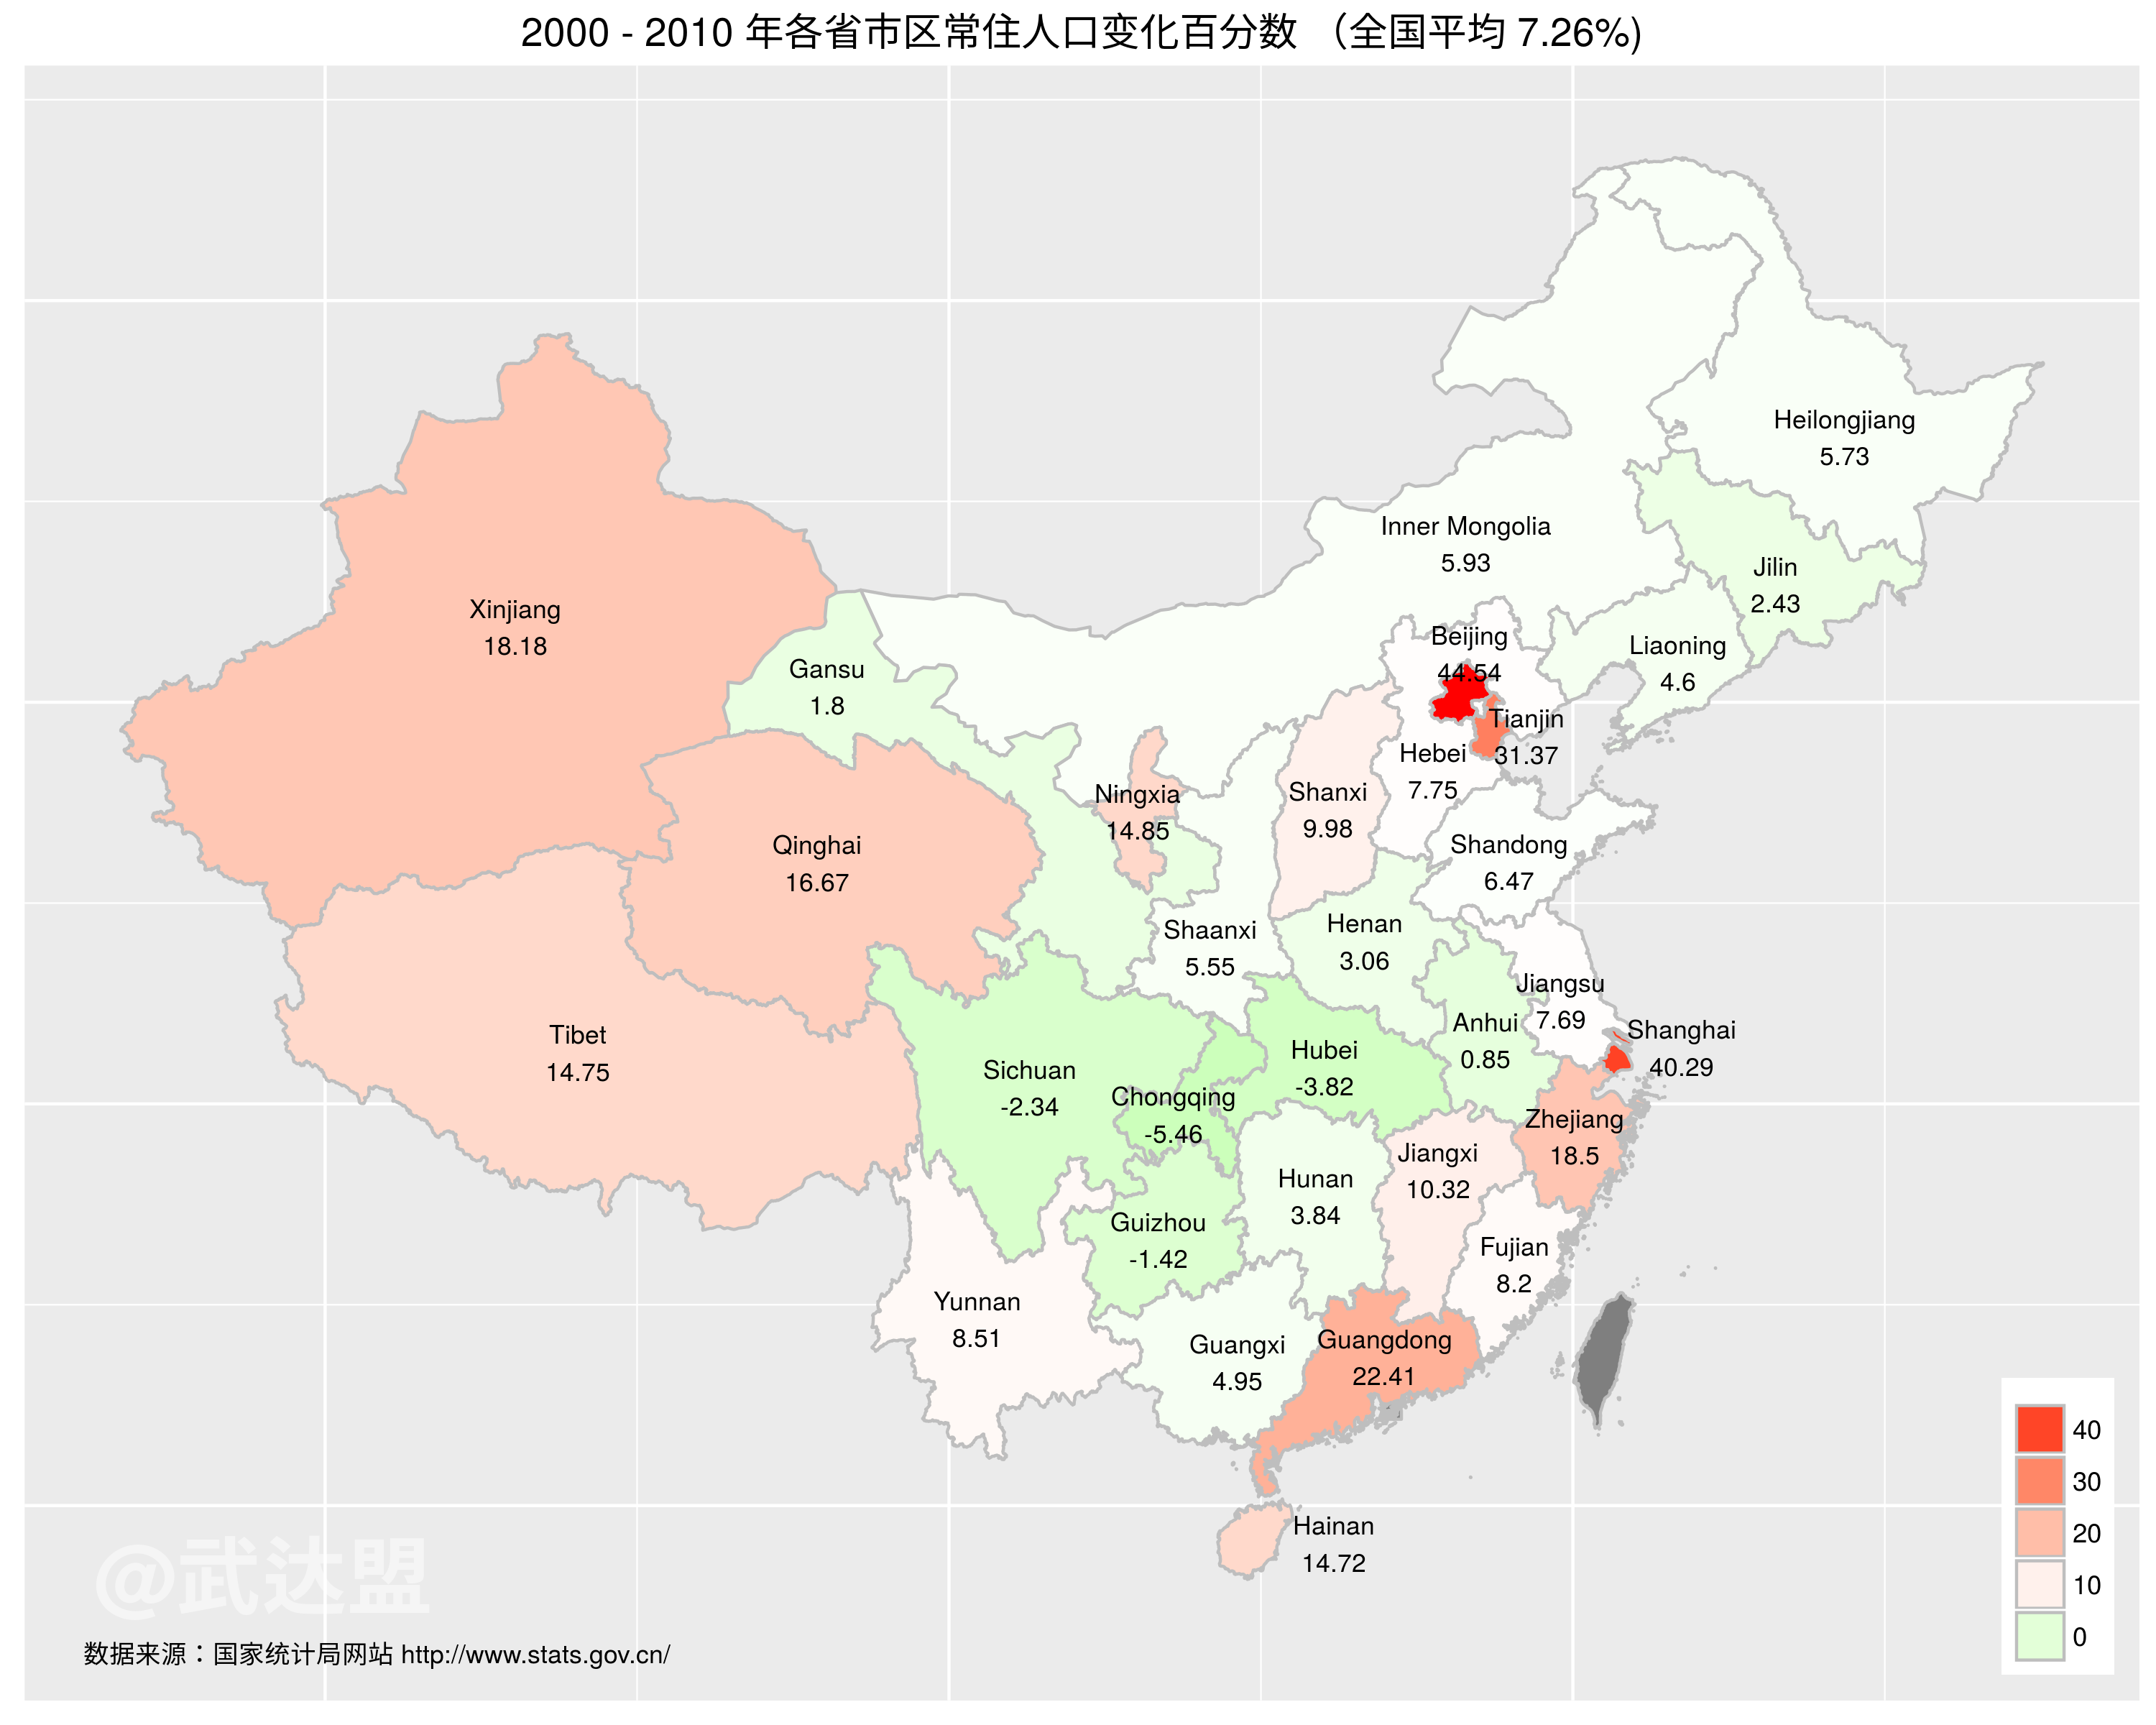 2000 - 2010 年各省市区常住人口变化百分数 （全国平均 7.26%)
Heilongjiang
5.73
Inner Mongolia
5.93
Jilin
2.43
Xinjiang
18.18
Beijing
44.54
Liaoning
4.6
Gansu
1.8
Tianjin
31.37
Hebei
7.75
Ningxia
14.85
Shanxi
9.98
Qinghai
16.67
Shandong
6.47
Shaanxi
5.55
Henan
3.06
Jiangsu
7.69
Tibet
14.75
Anhui
0.85
Shanghai
40.29
Sichuan
-2.34
Hubei
-3.82
Chongqing
-5.46
Zhejiang
18.5
Jiangxi
10.32
Hunan
3.84
Guizhou
-1.42
Fujian
8.2
Yunnan
8.51
Guangxi
4.95
Guangdong
22.41
Hainan
14.72
40
30
20
10
0
@武达盟
数据来源：国家统计局网站 http://www.stats.gov.cn/